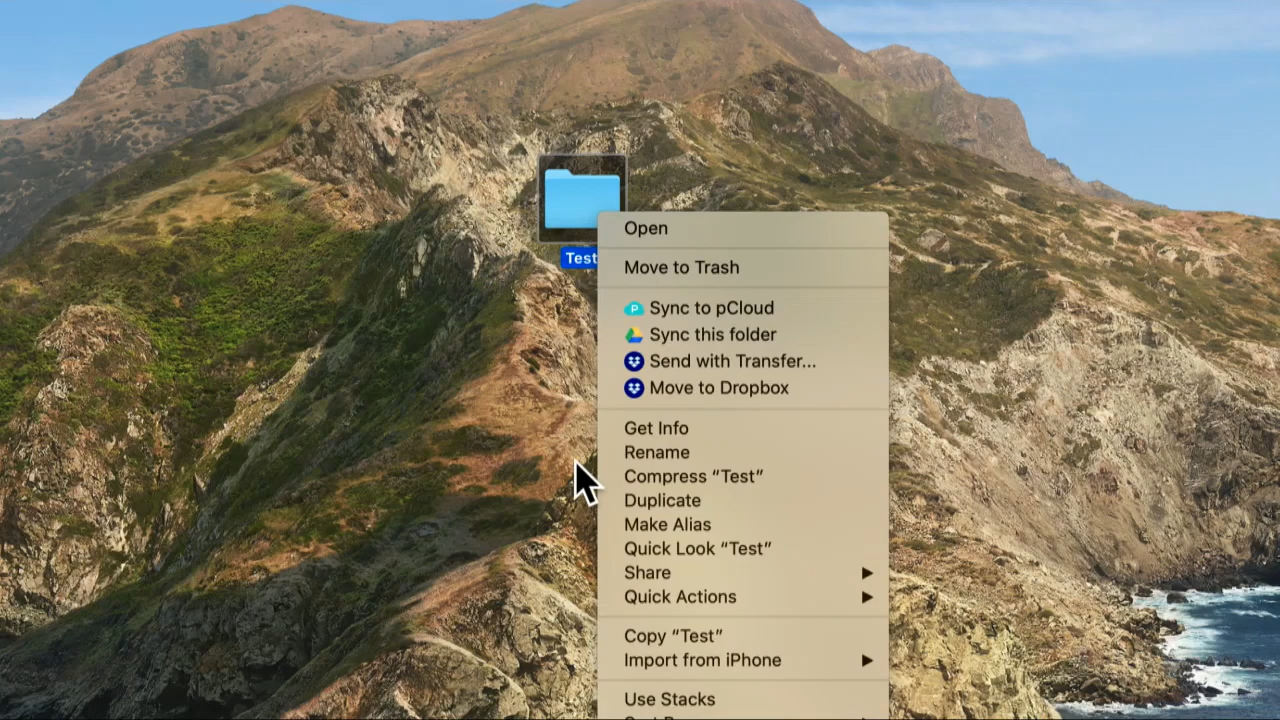 Test
Open
Move to Trash
Sync to pCloud
Sync this folder
Send with Transfer...
Move to Dropbox
Get Info
Rename
Compress “Test”
Duplicate
Make Alias
Quick Look “Test”
Share
Quick Actions
Copy “Test”
Import from iPhone
Use Stacks